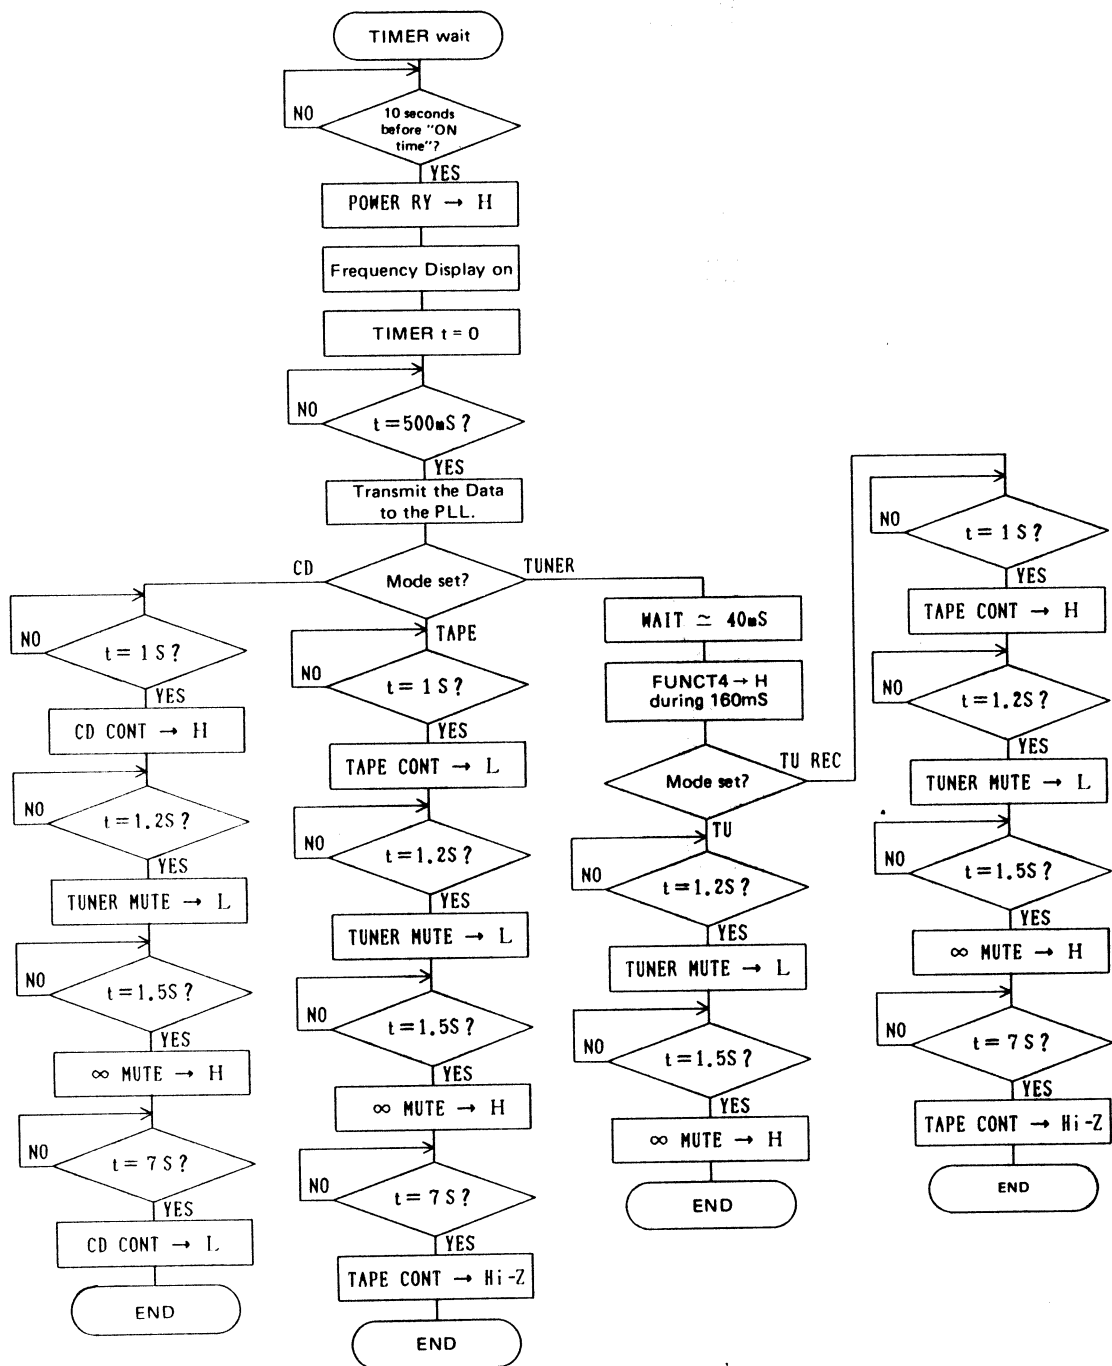 TIMER wait
NO
10 seconds
before "ON
time"?
YES
POWER RY → H
Frequency Display on
TIMER t = 0
NO
t = 500mS ?
YES
Transmit the Data
to the PLL.
Mode set?
CD
NO
t = 1 S ?
YES
CD CONT → H
NO
t = 1.2S ?
YES
TUNER MUTE → L
NO
t = 1.5S ?
YES
∞ MUTE → H
NO
t = 7 S ?
YES
CD CONT → L
END
TAPE
NO
t = 1 S ?
YES
TAPE CONT → L
NO
t = 1.2S ?
YES
TUNER MUTE → L
NO
t = 1.5S ?
YES
∞ MUTE → H
NO
t = 7 S ?
YES
TAPE CONT → Hi-Z
END
TUNER
WAIT ≃ 40mS
FUNCT4 → H
during 160mS
Mode set?
TU
NO
t = 1.2S ?
YES
TUNER MUTE → L
NO
t = 1.5S ?
YES
∞ MUTE → H
END
TU REC
NO
t = 1 S ?
YES
TAPE CONT → H
NO
t = 1.2S ?
YES
TUNER MUTE → L
NO
t = 1.5S ?
YES
∞ MUTE → H
NO
t = 7 S ?
YES
TAPE CONT → Hi-Z
END